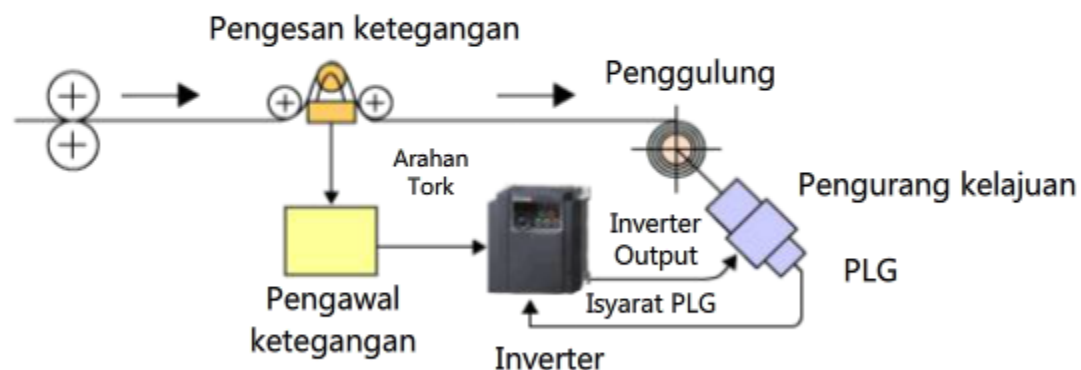 Pengesan ketegangan
Penggulung
Arahan
Tork
Pengurang kelajuan
Inverter
Output
PLG
Isyarat PLG
Pengawal
ketegangan
Inverter